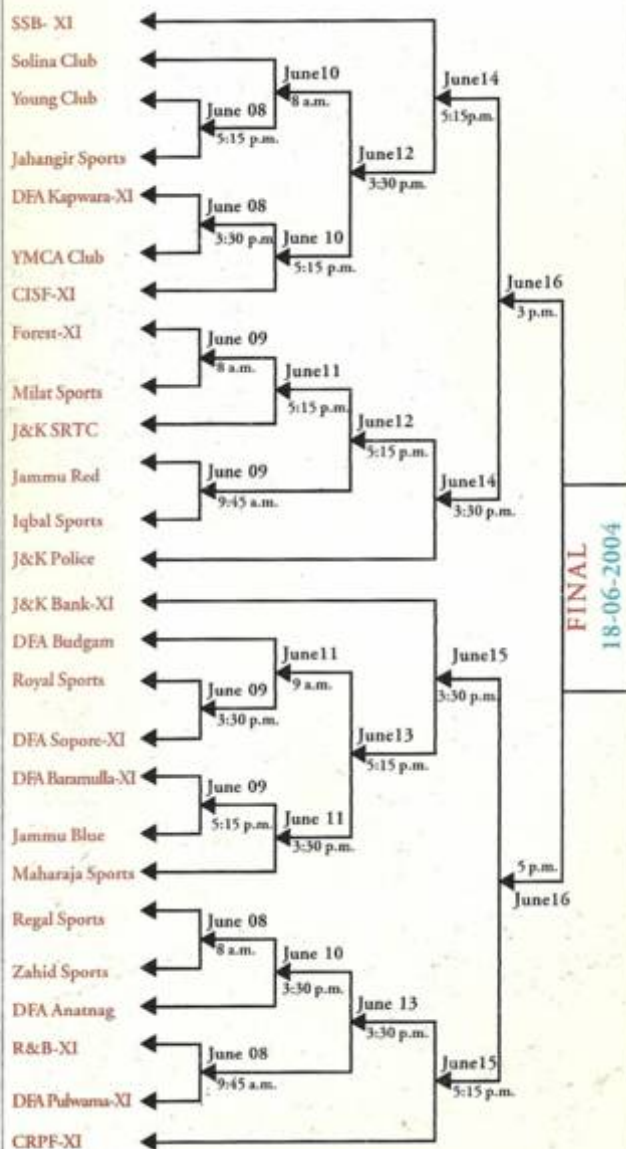 SSB- XI
Solina Club
June10
8 a.m.
June14
5:15p.m.
Young Club
June 08
5:15 p.m.
Jahangir Sports
June12
3:30 p.m.
DFA Kapwara-XI
June 08
3:30 p.m
June 10
5:15 p.m.
YMCA Club
CISF-XI
June16
3 p.m.
Forest-XI
June 09
8 a.m.
June11
5:15 p.m.
Milat Sports
J&K SRTC
June12
5:15 p.m.
Jammu Red
June 09
9:45 a.m.
June14
3:30 p.m.
Iqbal Sports
J&K Police
FINAL
18-06-2004
J&K Bank-XI
DFA Budgam
June11
9 a.m.
June15
3:30 p.m.
Royal Sports
June 09
3:30 p.m.
DFA Sopore-XI
June13
5:15 p.m.
DFA Baramulla-XI
June 09
5:15 p.m.
June 11
3:30 p.m.
Jammu Blue
Maharaja Sports
5 p.m.
June16
Regal Sports
June 08
8 a.m.
June 10
3:30 p.m.
Zahid Sports
DFA Anatnag
June 13
3:30 p.m.
R&B-XI
June 08
9:45 a.m.
June15
5:15 p.m.
DFA Pulwama-XI
CRPF-XI